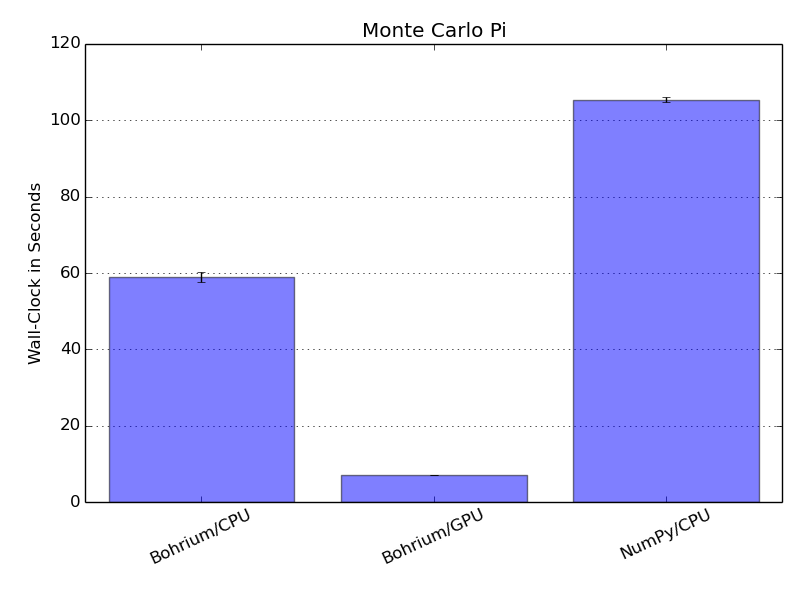 Monte Carlo Pi
120
100
80
60
40
20
0
Wall-Clock in Seconds
Bohrium/CPU
Bohrium/GPU
NumPy/CPU